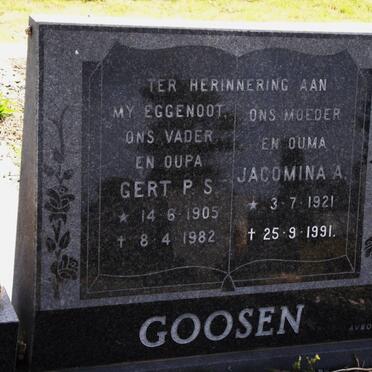 TER HERINNERING AAN
MY EGGENOOT,
ONS VADER
EN OUPA
GERT P. S.
★ 14-6-1905
† 8-4-1982
ONS MOEDER
EN OUMA
JACOMINA A.
★ 3-7-1921
† 25-9-1991.
GOOSEN